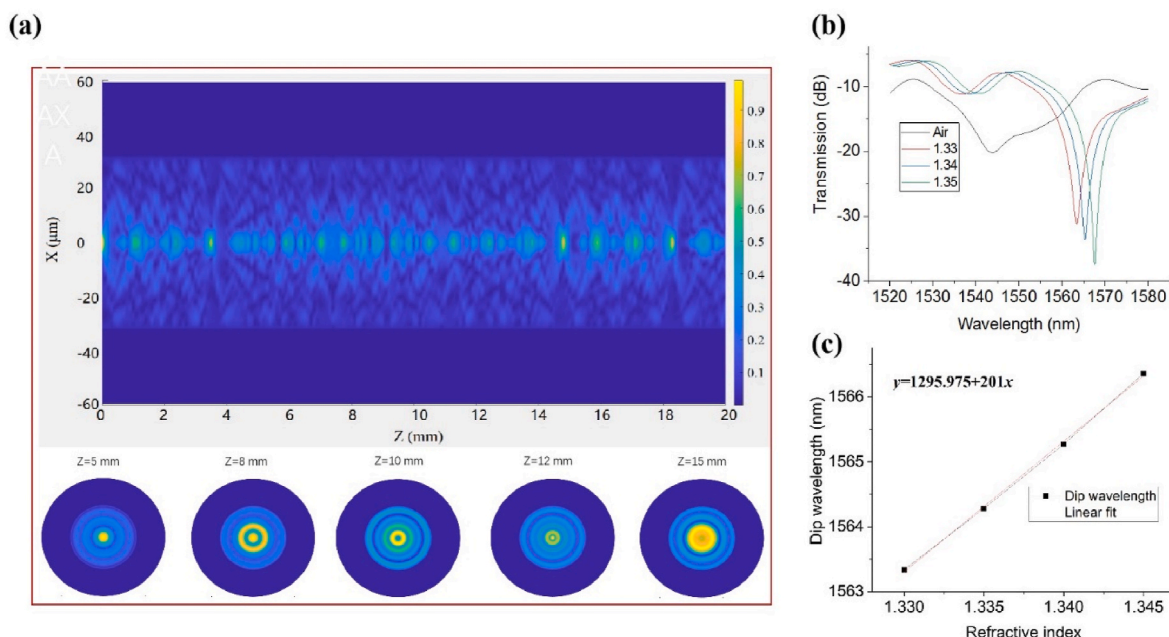 (a)
AA
AX
A
60
40
20
0
-20
-40
-60
X (μm)
0 2 4 6 8 10 12 14 16 18 20
Z (mm)
0.9
0.8
0.7
0.6
0.5
0.4
0.3
0.2
0.1
Z=5 mm Z=8 mm Z=10 mm Z=12 mm Z=15 mm
(b)
-10
-20
-30
-40
Transmission (dB)
Air
1.33
1.34
1.35
1520 1530 1540 1550 1560 1570 1580
Wavelength (nm)
(c)
y=1295.975+201x
1566
1565
1564
1563
Dip wavelength (nm)
Dip wavelength
Linear fit
1.330 1.335 1.340 1.345
Refractive index